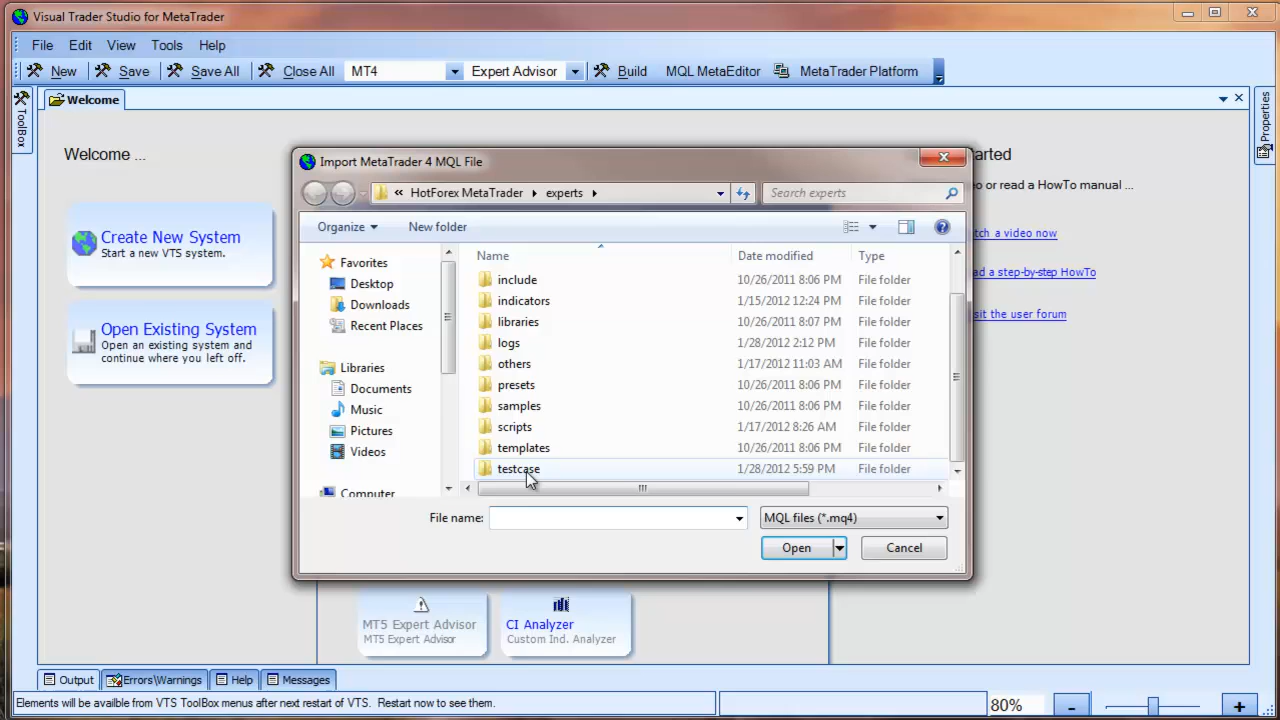 Visual Trader Studio for MetaTrader
File Edit View Tools Help
New Save Save All Close All MT4 Expert Advisor Build MQL MetaEditor MetaTrader Platform
ToolBox
Welcome
Properties
Welcome ...
Create New System
Start a new VTS system.
Open Existing System
Open an existing system and
continue where you left off.
arted
o or read a HowTo manual ...
tch a video now
ad a step-by-step HowTo
sit the user forum
Import MetaTrader 4 MQL File
« HotForex MetaTrader experts
Search experts
Organize New folder
Favorites
Desktop
Downloads
Recent Places
Libraries
Documents
Music
Pictures
Videos
Computer
Name Date modified Type
include 10/26/2011 8:06 PM File folder
indicators 1/15/2012 12:24 PM File folder
libraries 10/26/2011 8:07 PM File folder
logs 1/28/2012 2:12 PM File folder
others 1/17/2012 11:03 AM File folder
presets 10/26/2011 8:06 PM File folder
samples 10/26/2011 8:06 PM File folder
scripts 1/17/2012 8:26 AM File folder
templates 10/26/2011 8:06 PM File folder
testcase 1/28/2012 5:59 PM File folder
File name: MQL files (*.mq4)
Open Cancel
MT5 Expert Advisor
MT5 Expert Advisor
CI Analyzer
Custom Ind. Analyzer
Output Errors\Warnings Help Messages
Elements will be availble from VTS ToolBox menus after next restart of VTS. Restart now to see them.
80% - +